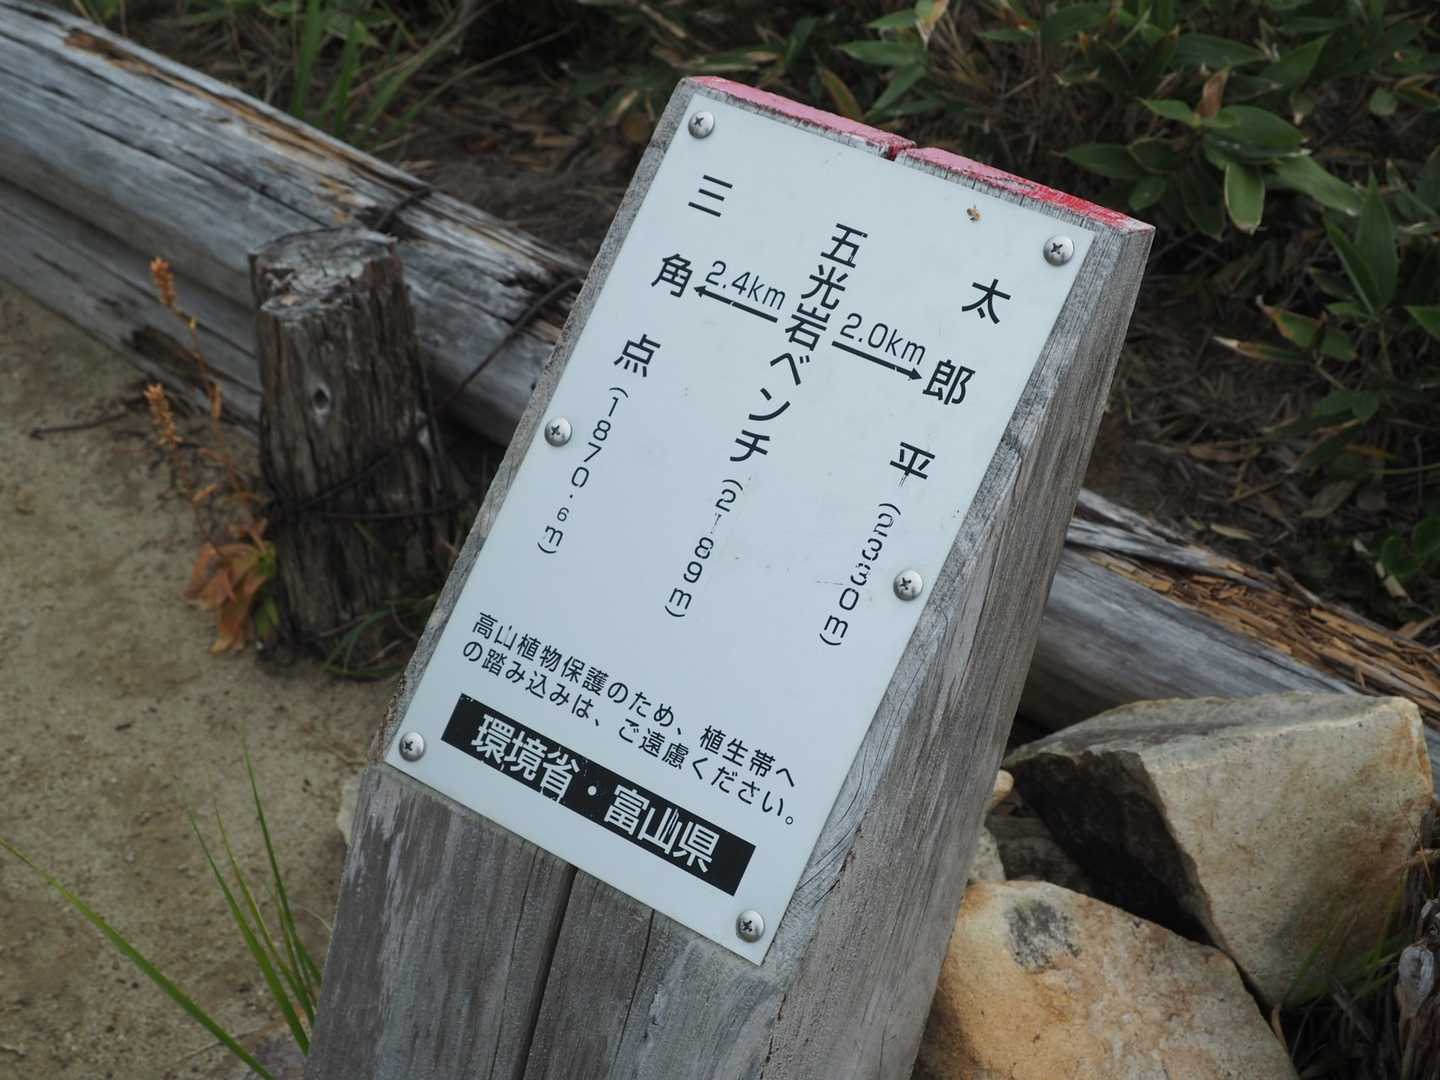 三角点(1870.6m)
2.4km
五光岩ベンチ(2189m)
2.0km
太郎平(2330m)
高山植物保護のため、植生帯へ
の踏み込みは、ご遠慮ください。
環境省・富山県